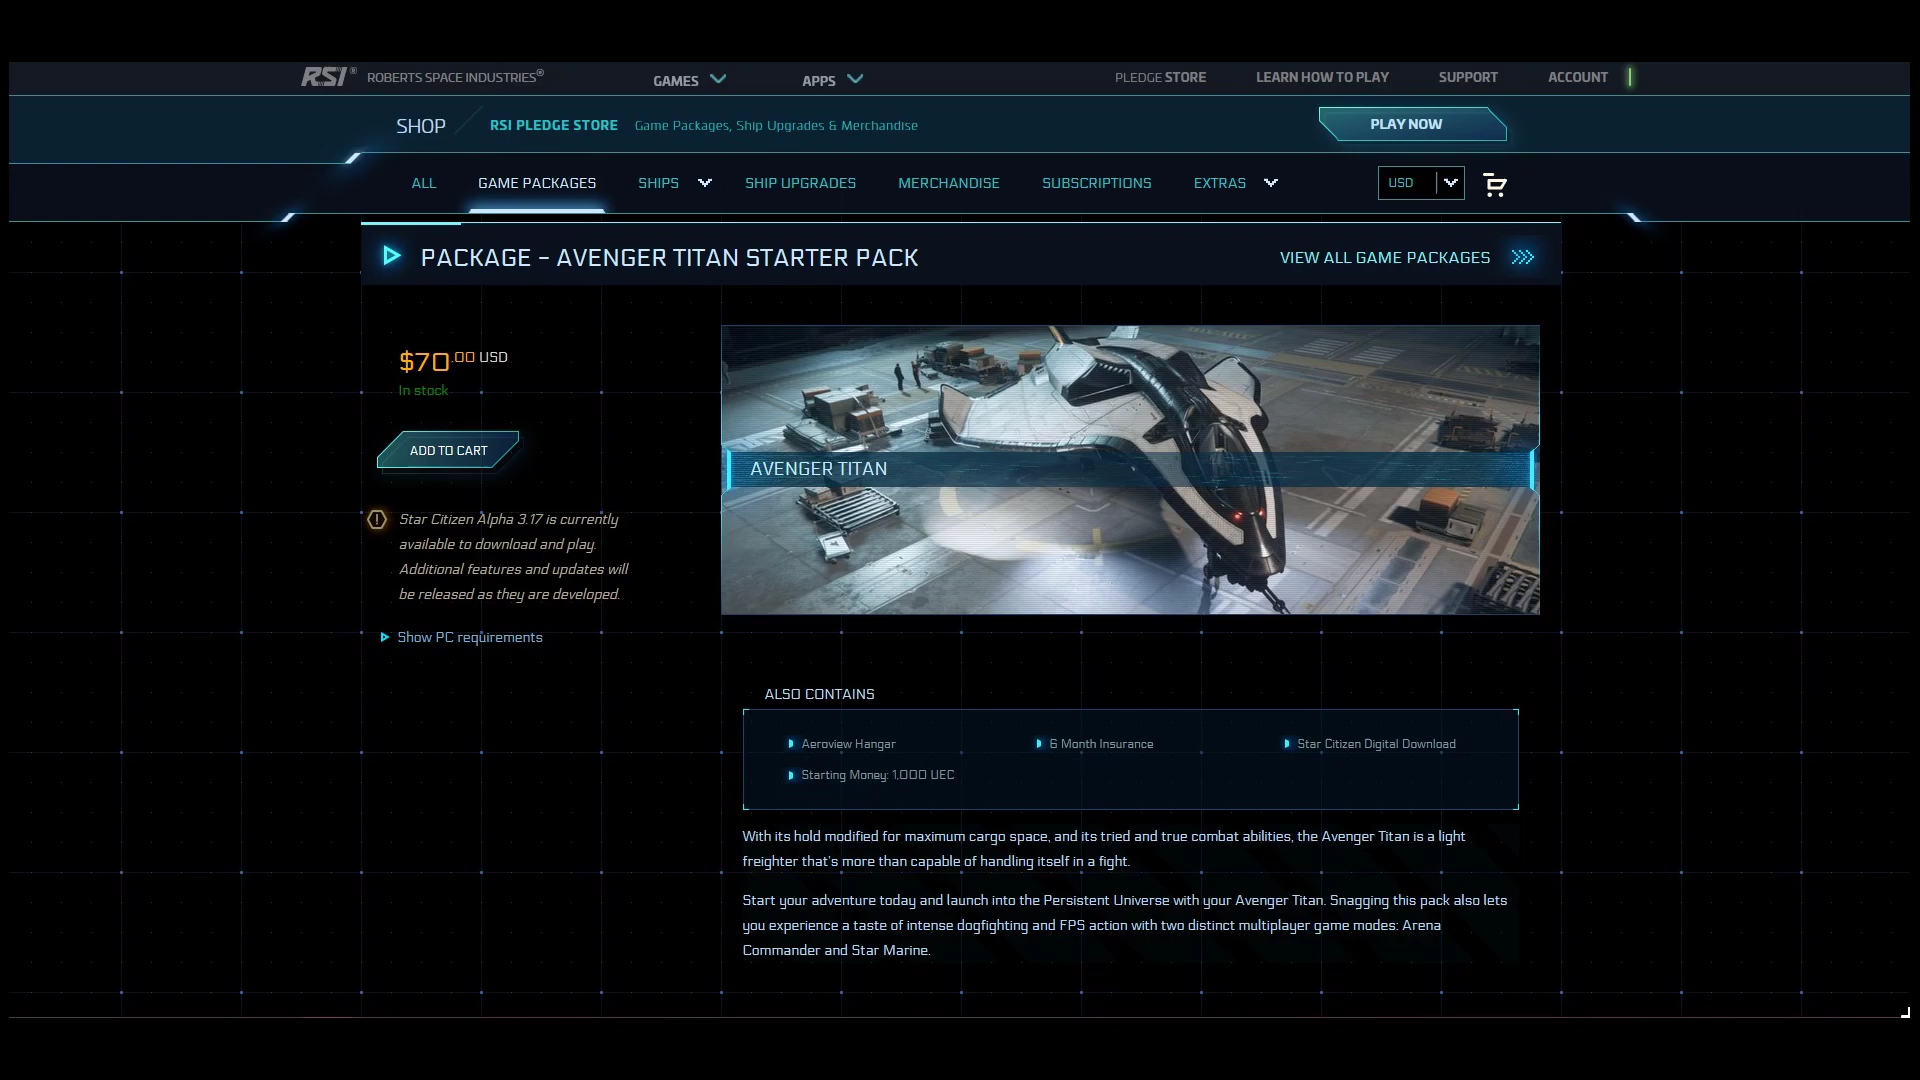 RSI® ROBERTS SPACE INDUSTRIES® GAMES APPS PLEDGE STORE LEARN HOW TO PLAY SUPPORT ACCOUNT
SHOP RSI PLEDGE STORE Game Packages, Ship Upgrades & Merchandise PLAY NOW
ALL GAME PACKAGES SHIPS SHIP UPGRADES MERCHANDISE SUBSCRIPTIONS EXTRAS USD
PACKAGE - AVENGER TITAN STARTER PACK VIEW ALL GAME PACKAGES
$70.00 USD
In stock
ADD TO CART
Star Citizen Alpha 3.17 is currently
available to download and play.
Additional features and updates will
be released as they are developed.
Show PC requirements
AVENGER TITAN
ALSO CONTAINS
Aeroview Hangar 6 Month Insurance Star Citizen Digital Download
Starting Money: 1,000 UEC
With its hold modified for maximum cargo space, and its tried and true combat abilities, the Avenger Titan is a light
freighter that's more than capable of handling itself in a fight.
Start your adventure today and launch into the Persistent Universe with your Avenger Titan. Snagging this pack also lets
you experience a taste of intense dogfighting and FPS action with two distinct multiplayer game modes: Arena
Commander and Star Marine.